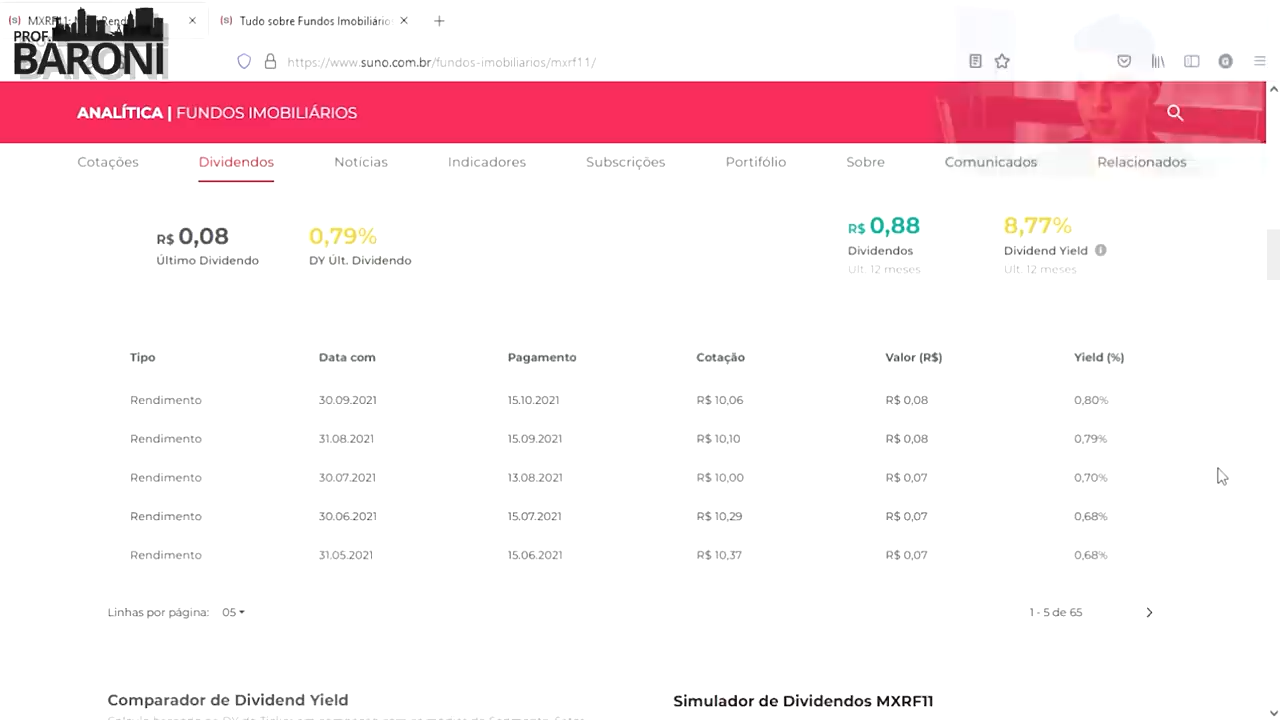 (s) MXRF11: × (s) Tudo sobre Fundos Imobiliário × +
PROF.
BARONI
https://www.suno.com.br/fundos-imobiliarios/mxrf11/
ANALÍTICA | FUNDOS IMOBILIÁRIOS
Cotações Dividendos Notícias Indicadores Subscrições Portifólio Sobre Comunicados Relacionados
R$ 0,08 0,79% R$ 0,88 8,77%
Último Dividendo DY Últ. Dividendo Dividendos Dividend Yield
Ult. 12 meses Ult. 12 meses
Tipo Data com Pagamento Cotação Valor (R$) Yield (%)
Rendimento 30.09.2021 15.10.2021 R$ 10,06 R$ 0,08 0,80%
Rendimento 31.08.2021 15.09.2021 R$ 10,10 R$ 0,08 0,79%
Rendimento 30.07.2021 13.08.2021 R$ 10,00 R$ 0,07 0,70%
Rendimento 30.06.2021 15.07.2021 R$ 10,29 R$ 0,07 0,68%
Rendimento 31.05.2021 15.06.2021 R$ 10,37 R$ 0,07 0,68%
Linhas por página: 05 1 - 5 de 65
Comparador de Dividend Yield Simulador de Dividendos MXRF11